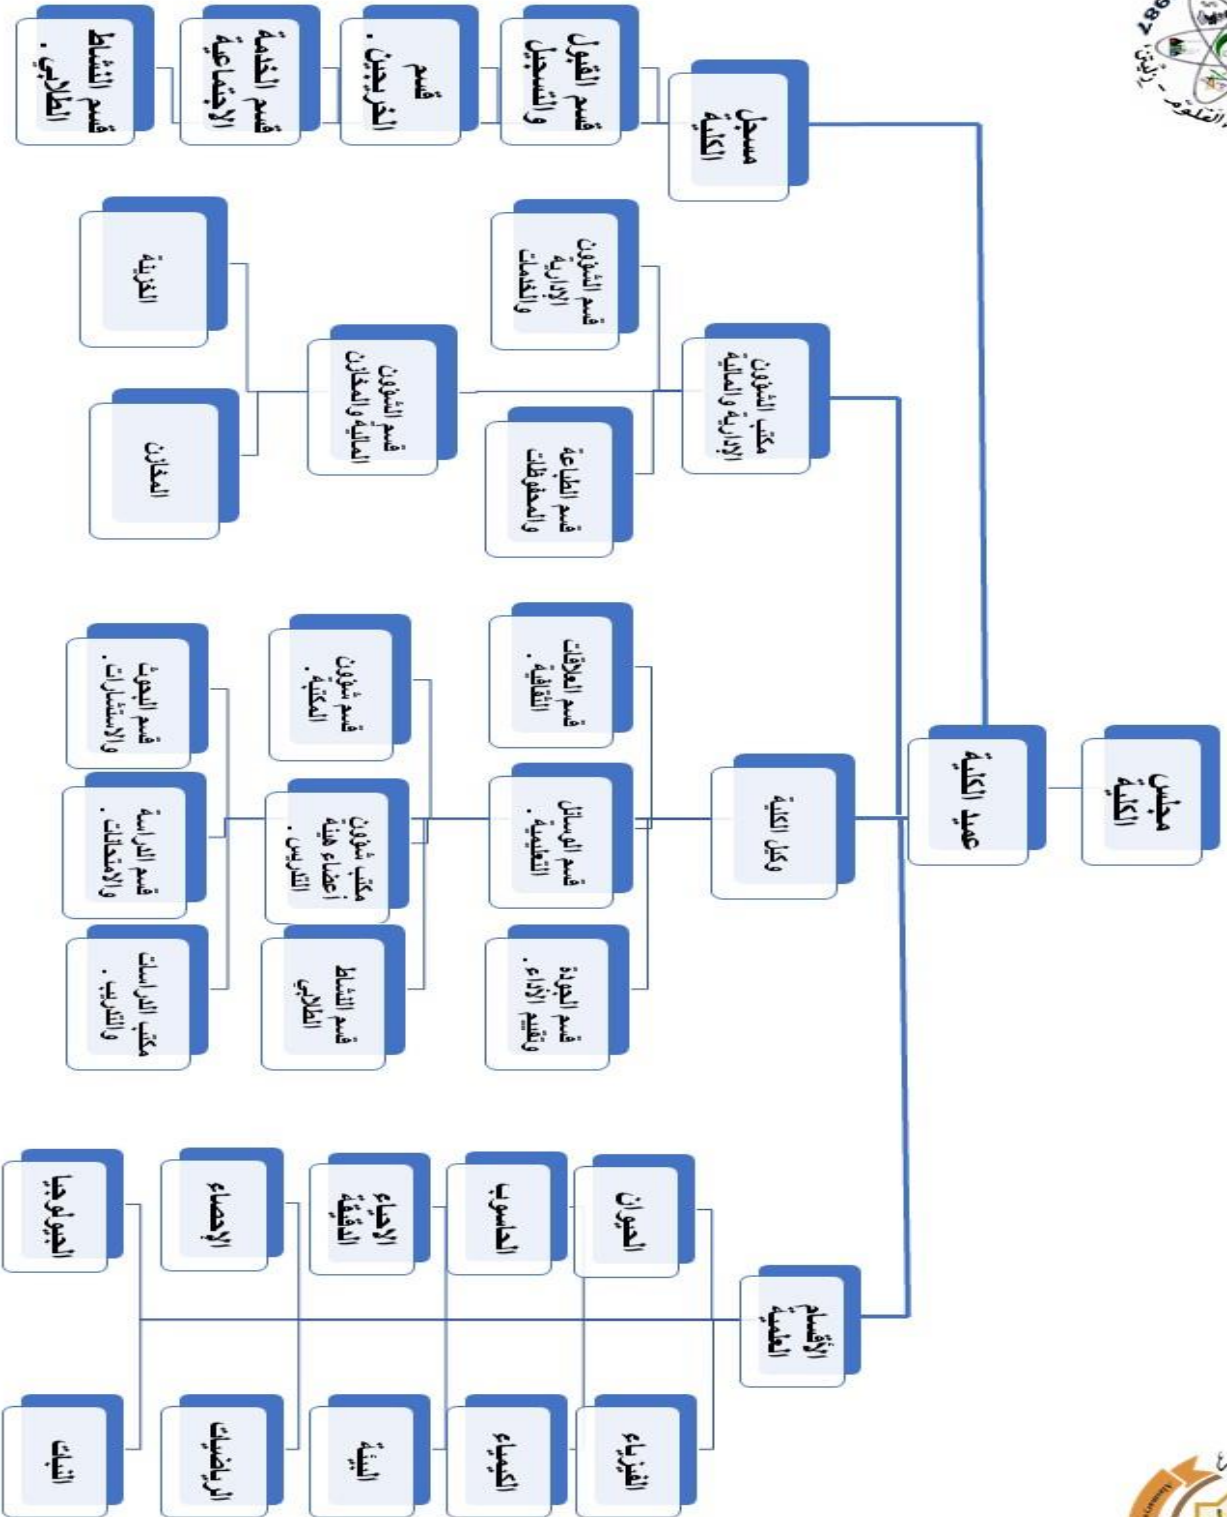 987
العلوم - زليتن
مجلس
الكلية
عميد الكلية
الأقسام
العلمية
وكيل الكلية
مكتب الشؤون
الإدارية والمالية
مسجل
الكلية
الفيزياء
الحيوان
الكيمياء
الحاسوب
البيئة
الاحياء
الدقيقة
الرياضيات
الإحصاء
النبات
الجيولوجيا
قسم الجودة
وتقييم الأداء .
قسم الوسائل
التعليمية .
قسم العلاقات
الثقافية .
قسم النشاط
الطلابي
مكتب شؤون
أعضاء هيئة
التدريس .
قسم شؤون
المكتبة .
مكتب الدراسات
والتدريب .
قسم الدراسة
والامتحانات .
قسم البحوث
والاستشارات .
قسم الطباعة
والمحفوظات
قسم الشؤون
الإدارية
والخدمات
قسم الشؤون
المالية والمخازن
المخازن
الخزينة
قسم القبول
والتسجيل
قسم
الخريجين .
قسم الخدمة
الاجتماعية
قسم النشاط
الطلابي .